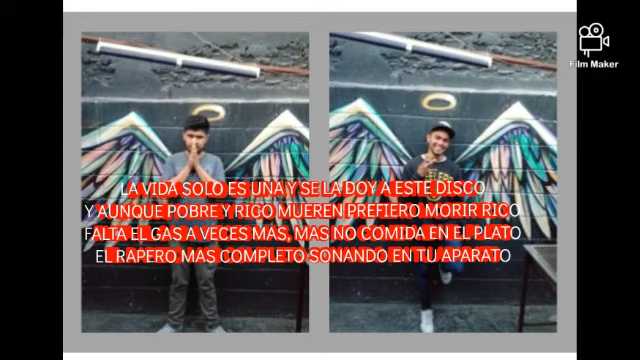 Film Maker
LA VIDA SOLO ES UNA Y SE LA DOY A ESTE DISCO
Y AUNQUE POBRE Y RICO MUEREN PREFIERO MORIR RICO
FALTA EL GAS A VECES MAS, MAS NO COMIDA EN EL PLATO
EL RAPERO MAS COMPLETO SONANDO EN TU APARATO